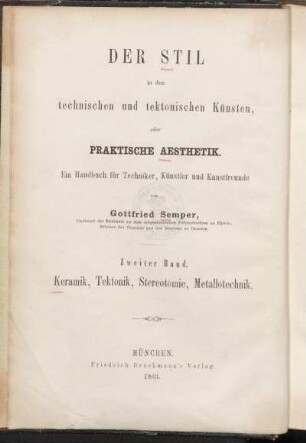 DER STIL
in den
technischen und tektonischen Künsten,
oder
PRAKTISCHE AESTHETIK.
Ein Handbuch für Techniker, Künstler und Kunstfreunde
von
Gottfried Semper,
Zweiter Band.
Keramik, Tektonik, Stereotomie, Metallotechnik.
MÜNCHEN.
Friedrich Bruckmann's Verlag.
1863.